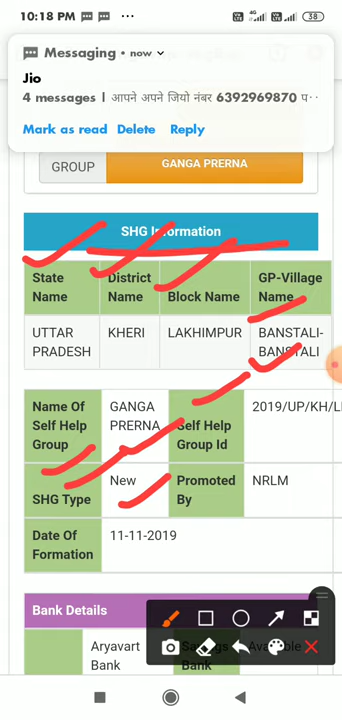 10:18 PM ... 4G 38
Messaging • now
Jio
4 messages | आपने अपने जियो नंबर 6392969870 प··
Mark as read Delete Reply
GROUP GANGA PRERNA
SHG Information
State Name District Name Block Name GP-Village Name
UTTAR PRADESH KHERI LAKHIMPUR BANSTALI-BANSTALI
Name Of Self Help Group GANGA PRERNA Self Help Group Id 2019/UP/KH/L
SHG Type New Promoted By NRLM
Date Of Formation 11-11-2019
Bank Details
Aryavart Bank Bank